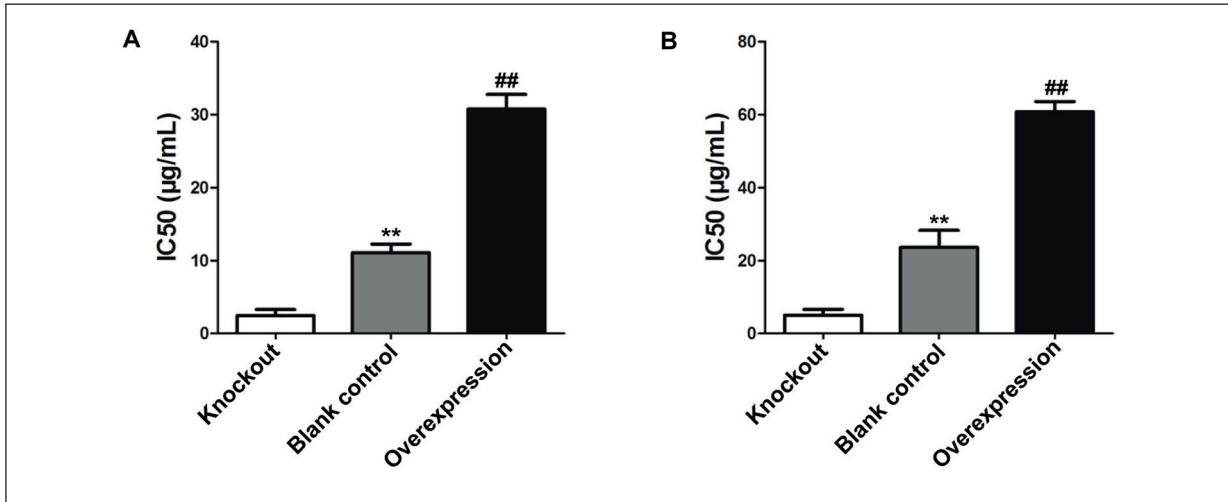 A
IC50 (µg/mL)
40
30
20
10
0
**
##
Knockout
Blank control
Overexpression
B
IC50 (µg/mL)
80
60
40
20
0
**
##
Knockout
Blank control
Overexpression